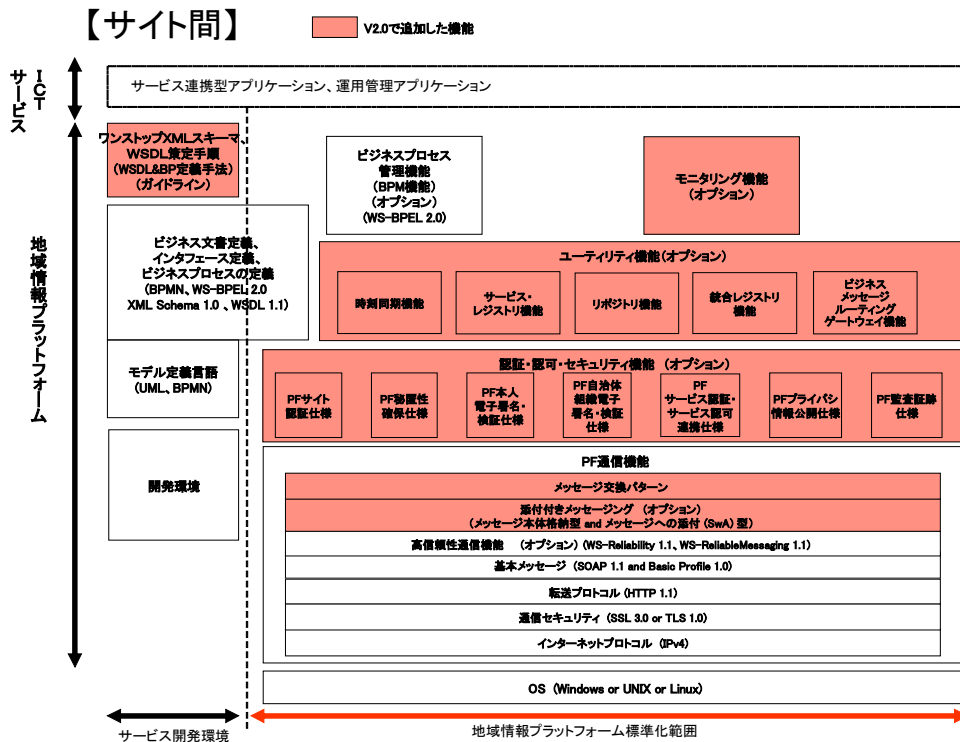 【サイト間】
V2.0で追加した機能
ICT
サービス
サービス連携型アプリケーション、運用管理アプリケーション
地域情報プラットフォーム
ワンストップXMLスキーマ、
WSDL策定手順
(WSDL&BP定義手法)
(ガイドライン)
ビジネスプロセス
管理機能
(BPM機能)
(オプション)
(WS-BPEL 2.0)
モニタリング機能
(オプション)
ビジネス文書定義、
インタフェース定義、
ビジネスプロセスの定義
(BPMN、WS-BPEL 2.0
XML Schema 1.0 、WSDL 1.1)
ユーティリティ機能(オプション)
時刻同期機能
サービス・
レジストリ機能
リポジトリ機能
統合レジストリ
機能
ビジネス
メッセージ
ルーティング
ゲートウェイ機能
モデル定義言語
(UML、BPMN)
認証・認可・セキュリティ機能 (オプション)
PFサイト
認証仕様
PF秘匿性
確保仕様
PF本人
電子署名・
検証仕様
PF自治体
組織電子
署名・検証
仕様
PF
サービス認証・
サービス認可
連携仕様
PFプライバシ
情報公開仕様
PF監査証跡
仕様
開発環境
PF通信機能
メッセージ交換パターン
添付付きメッセージング (オプション)
(メッセージ本体格納型 and メッセージへの添付 (SwA) 型)
高信頼性通信機能 (オプション) (WS-Reliability 1.1、WS-ReliableMessaging 1.1)
基本メッセージ (SOAP 1.1 and Basic Profile 1.0)
転送プロトコル (HTTP 1.1)
通信セキュリティ (SSL 3.0 or TLS 1.0)
インターネットプロトコル (IPv4)
OS (Windows or UNIX or Linux)
サービス開発環境
地域情報プラットフォーム標準化範囲